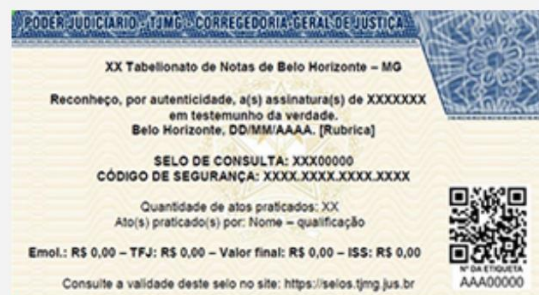 PODER JUDICIÁRIO - TJMG - CORREGEDORIA-GERAL DE JUSTIÇA
XX Tabelionato de Notas de Belo Horizonte – MG
Reconheço, por autenticidade, a(s) assinatura(s) de XXXXXXX
em testemunho da verdade.
Belo Horizonte, DD/MM/AAAA. [Rubrica]
SELO DE CONSULTA: XXX00000
CÓDIGO DE SEGURANÇA: XXXX.XXXX.XXXX.XXXX
Quantidade de atos praticados: XX
Ato(s) praticado(s) por: Nome – qualificação
Emol.: R$ 0,00 – TFJ: R$ 0,00 – Valor final: R$ 0,00 – ISS: R$ 0,00
Consulte a validade deste selo no site: https://selos.tjmg.jus.br
Nº DA ETIQUETA
AAA00000